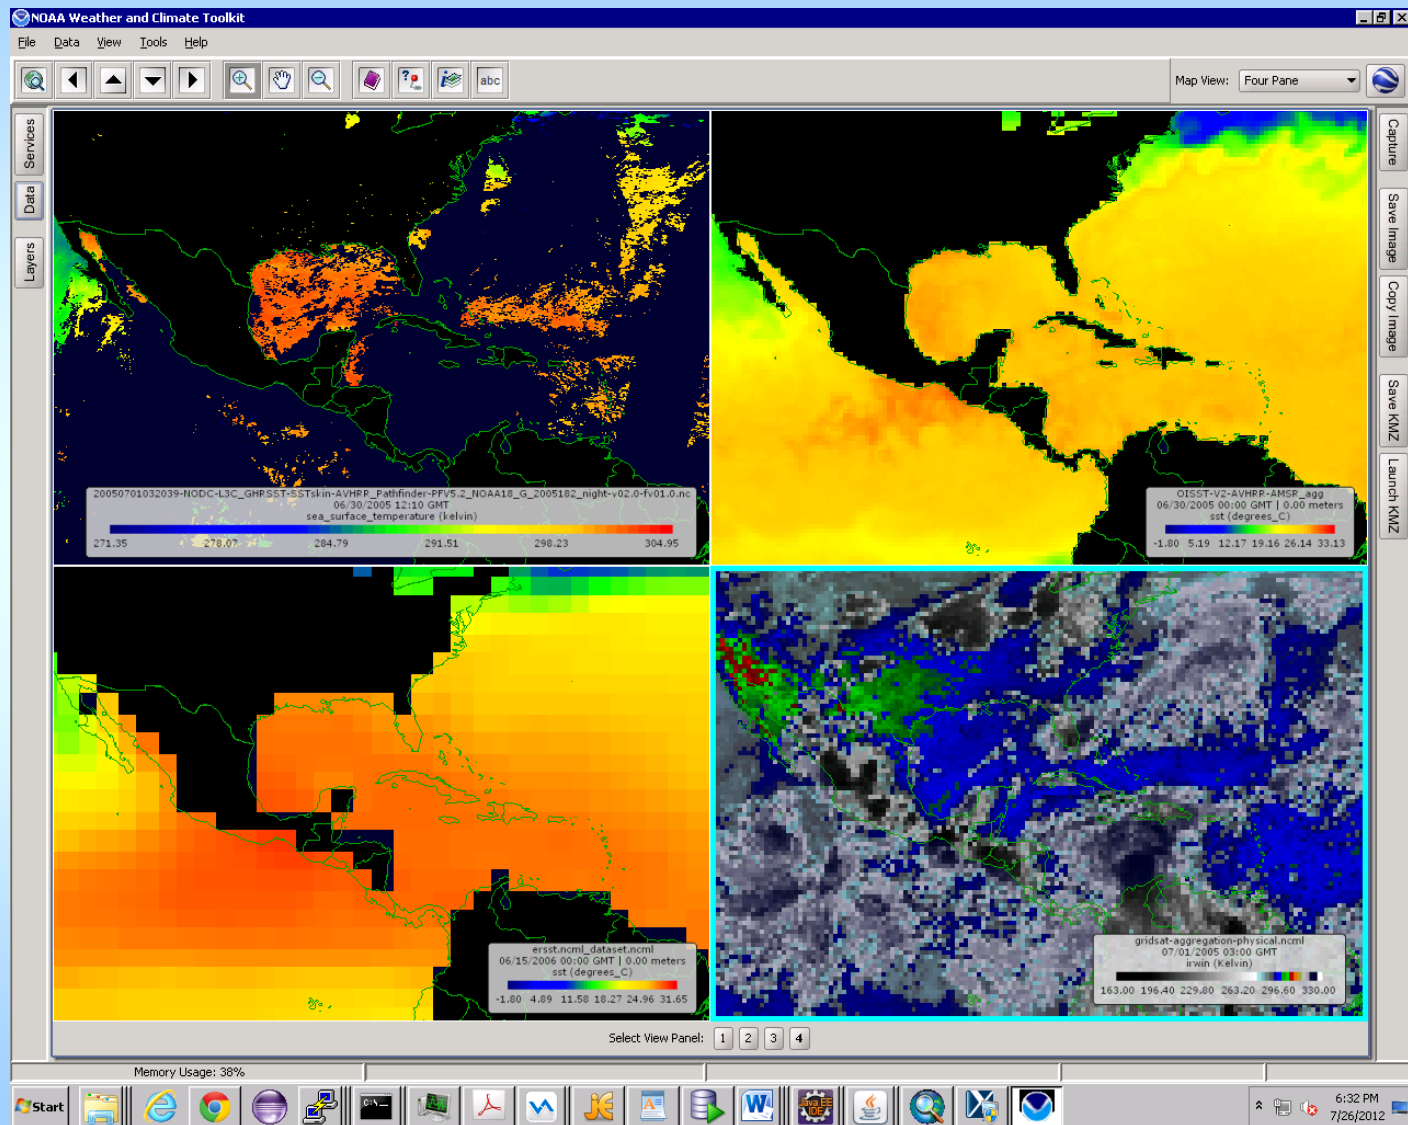 NOAA Weather and Climate Toolkit
File Data View Tools Help
abc
Map View: Four Pane
Services
Data
Layers
Capture
Save Image
Copy Image
Save KMZ
Launch KMZ
20050701032039-NODC-L3C_GHRSST-SSTskin-AVHRR_Pathfinder-PFV5.2_NOAA18_G_2005182_night-v02.0-fv01.0.nc
06/30/2005 12:10 GMT
sea_surface_temperature (kelvin)
271.35 278.07 284.79 291.51 298.23 304.95
OISST-V2-AVHRR-AMSR_agg
06/30/2005 00:00 GMT | 0.00 meters
sst (degrees_C)
-1.80 5.19 12.17 19.16 26.14 33.13
ersst.ncml_dataset.ncml
06/15/2006 00:00 GMT | 0.00 meters
sst (degrees_C)
-1.80 4.89 11.58 18.27 24.96 31.65
gridsat-aggregation-physical.ncml
07/01/2005 03:00 GMT
irwin (Kelvin)
163.00 196.40 229.80 263.20 296.60 330.00
Select View Panel: 1 2 3 4
Memory Usage: 38%
Start
C:\_
Java EE
IDE
6:32 PM
7/26/2012